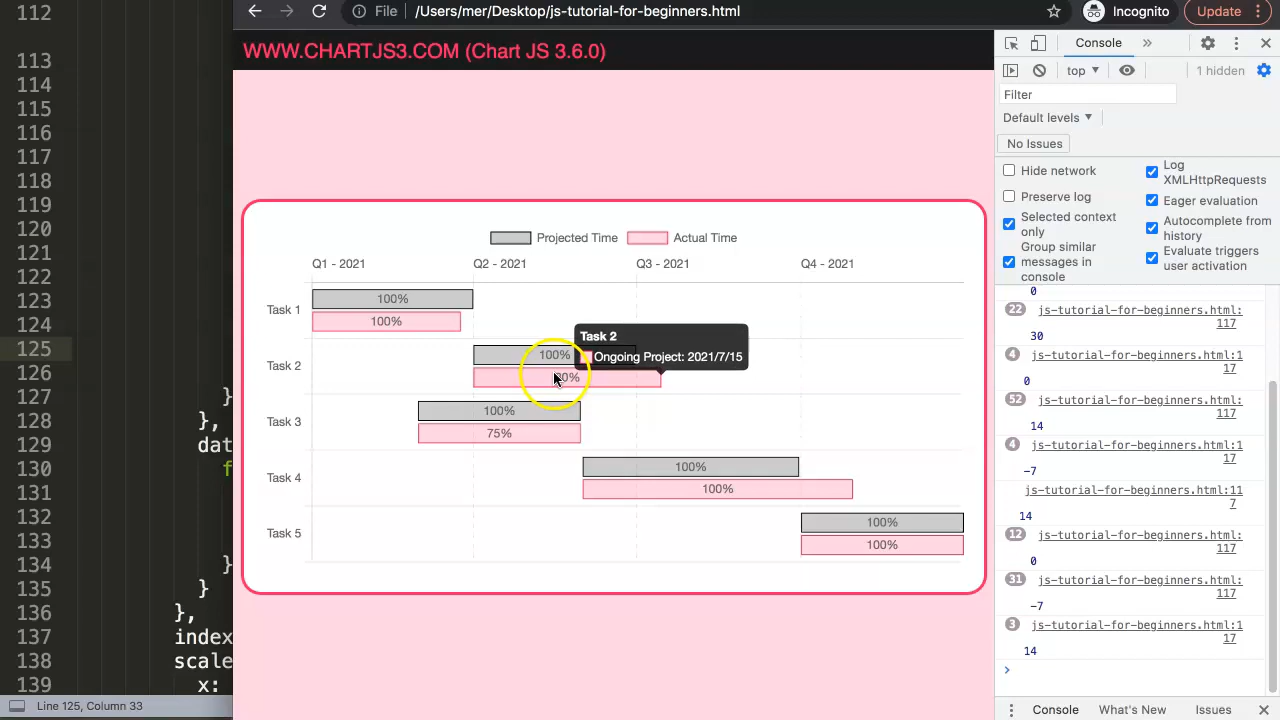 112
113
114
115
116
117
118
119
120
121
122
123
124
125
126
127
128
129
130
131
132
133
134
135
136
137
138
139
}
},
dat
f
}
}
},
index
scale
x:
Line 125, Column 33
File
/Users/mer/Desktop/js-tutorial-for-beginners.html
Incognito
Update
WWW.CHARTJS3.COM (Chart JS 3.6.0)
Projected Time
Actual Time
Q1 - 2021
Q2 - 2021
Q3 - 2021
Q4 - 2021
Task 1
100%
100%
Task 2
100%
Task 2
Ongoing Project: 2021/7/15
Task 3
100%
75%
Task 4
100%
100%
Task 5
100%
100%
Console
top
1 hidden
Filter
Default levels
No Issues
Hide network
Preserve log
Selected context
only
Group similar
messages in
console
Log
XMLHttpRequests
Eager evaluation
Autocomplete from
history
Evaluate triggers
user activation
0
22 js-tutorial-for-beginners.html:
117
30
4 js-tutorial-for-beginners.html:1
17
0
52 js-tutorial-for-beginners.html:
117
14
4 js-tutorial-for-beginners.html:1
17
-7
js-tutorial-for-beginners.html:11
7
14
12 js-tutorial-for-beginners.html:
117
0
31 js-tutorial-for-beginners.html:
117
-7
3 js-tutorial-for-beginners.html:1
17
14
Console
What's New
Issues